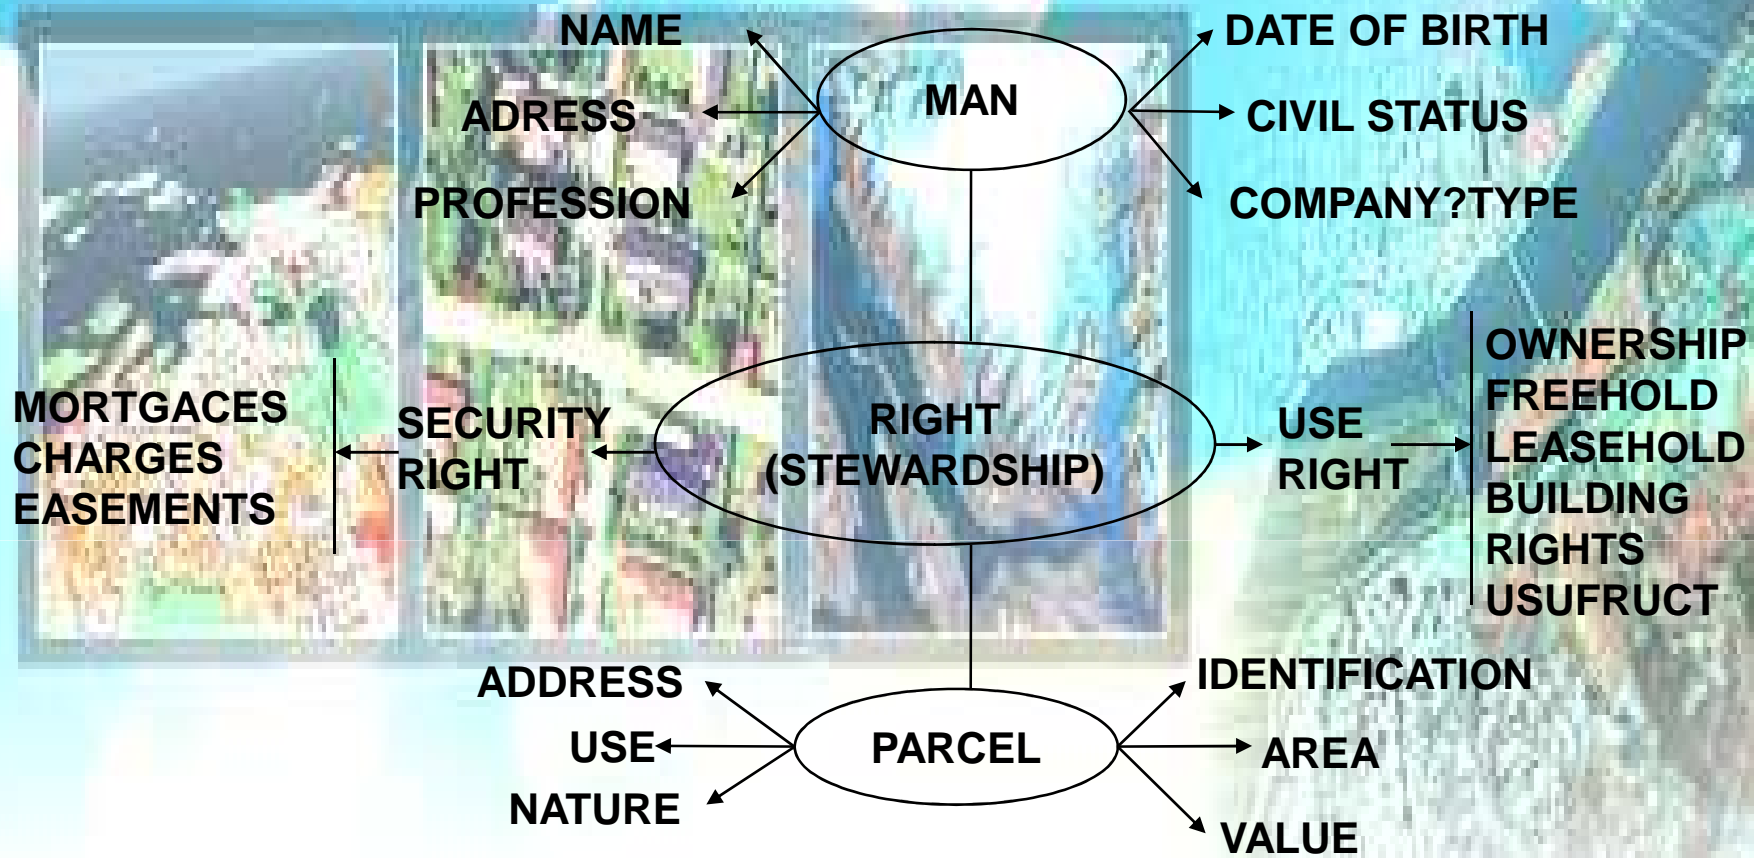 NAME
DATE OF BIRTH
MAN
ADRESS
CIVIL STATUS
PROFESSION
COMPANY?TYPE
MORTGACES
CHARGES
EASEMENTS
SECURITY
RIGHT
RIGHT
(STEWARDSHIP)
USE
RIGHT
OWNERSHIP
FREEHOLD
LEASEHOLD
BUILDING
RIGHTS
USUFRUCT
ADDRESS
IDENTIFICATION
USE
PARCEL
AREA
NATURE
VALUE